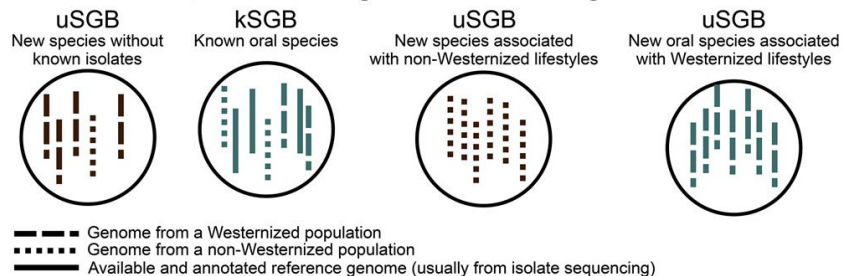 uSGB
New species without
known isolates
kSGB
Known oral species
uSGB
New species associated
with non-Westernized lifestyles
uSGB
New oral species associated
with Westernized lifestyles
Genome from a Westernized population
Genome from a non-Westernized population
Available and annotated reference genome (usually from isolate sequencing)